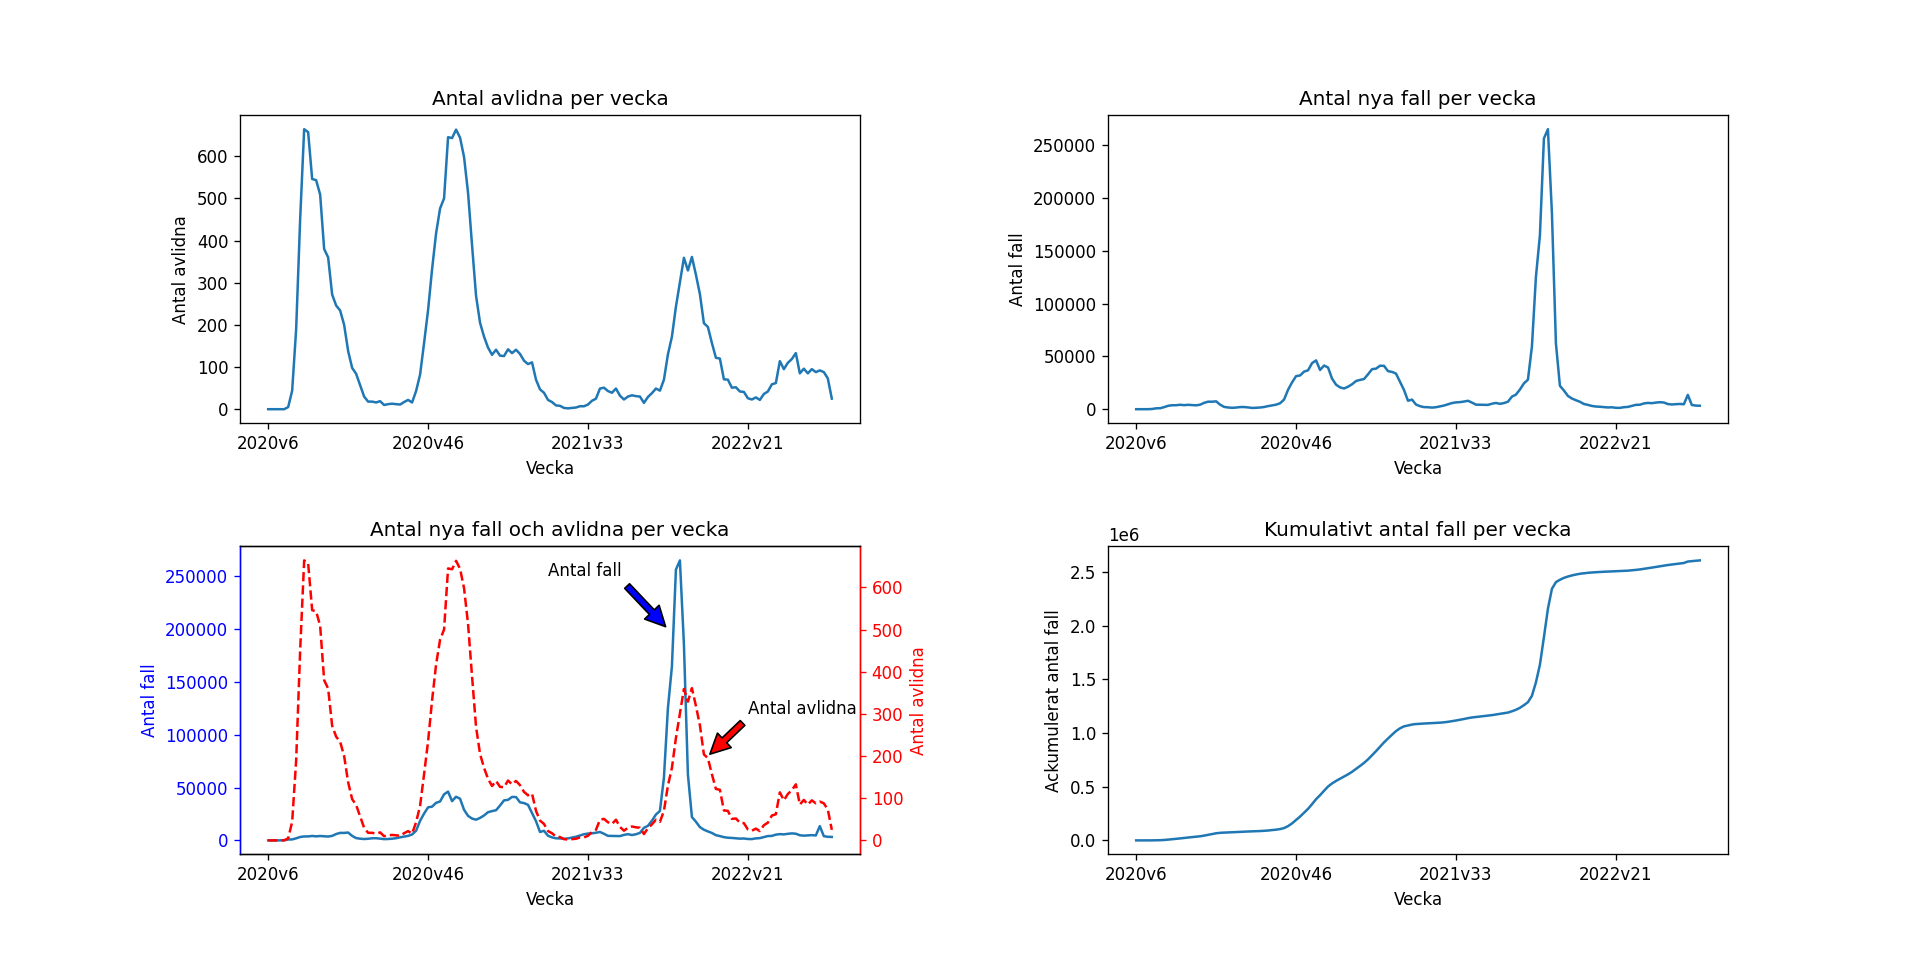 Antal avlidna per vecka
Antal avlidna
600
500
400
300
200
100
0
2020v6 2020v46 2021v33 2022v21
Vecka
Antal nya fall per vecka
Antal fall
250000
200000
150000
100000
50000
0
2020v6 2020v46 2021v33 2022v21
Vecka
Antal nya fall och avlidna per vecka
Antal fall
250000
200000
150000
100000
50000
0
Antal fall
Antal avlidna
600
500
400
300
200
100
0
Antal avlidna
2020v6 2020v46 2021v33 2022v21
Vecka
Kumulativt antal fall per vecka
1e6
Ackumulerat antal fall
2.5
2.0
1.5
1.0
0.5
0.0
2020v6 2020v46 2021v33 2022v21
Vecka